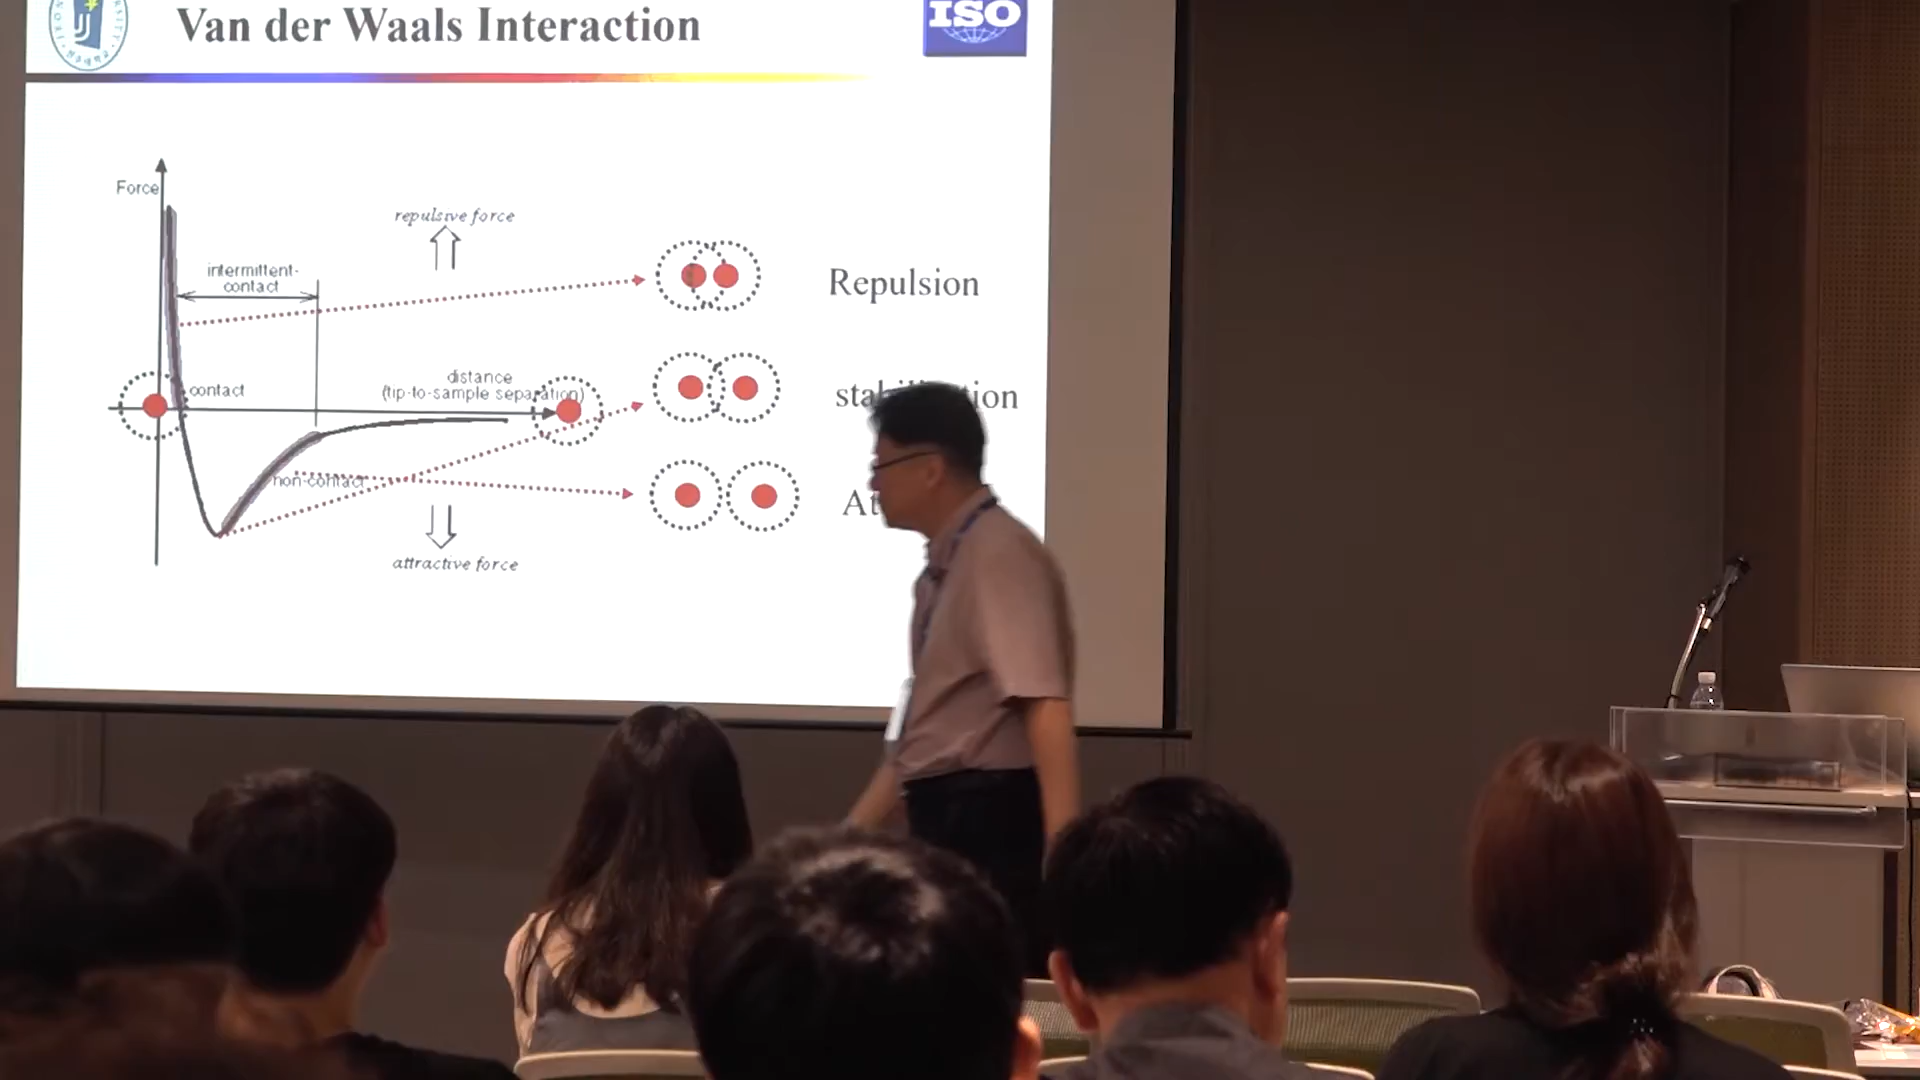 Van der Waals Interaction
ISO
Force
repulsive force
intermittent-
contact
Repulsion
distance
(tip-to-sample separation)
contact
non-contact
attractive force